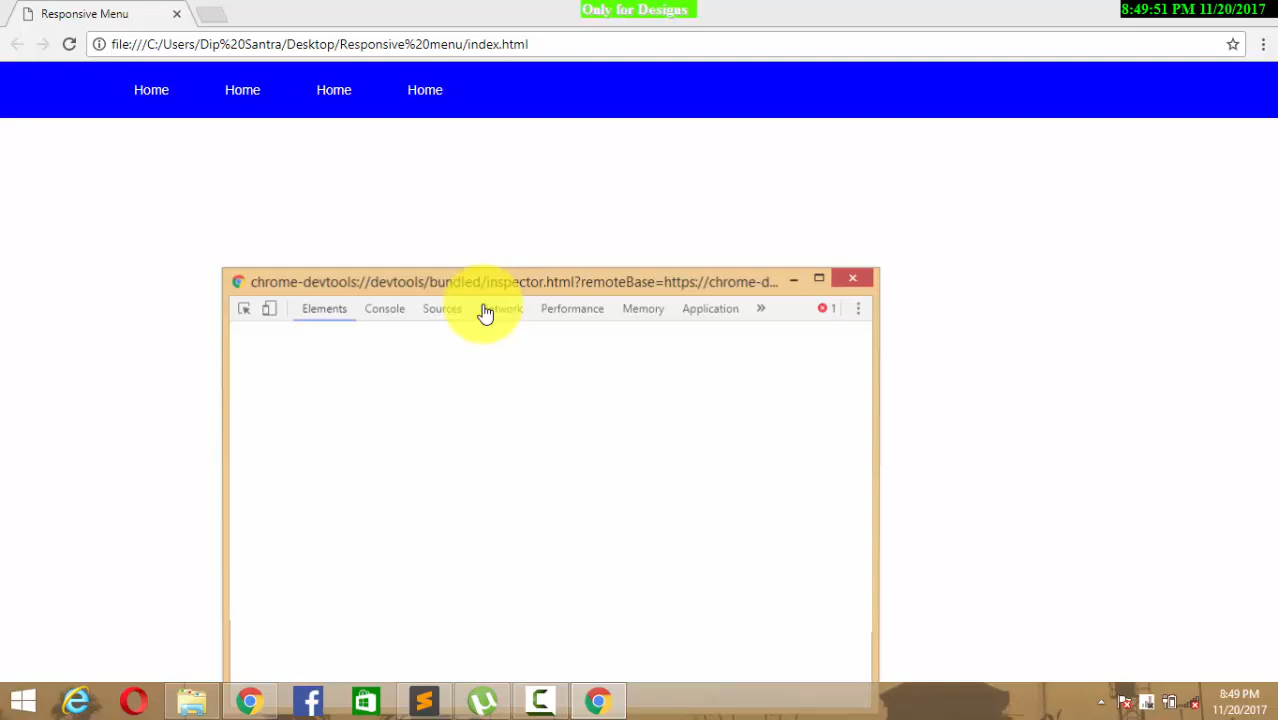 Responsive Menu
Only for Designs
8:49:51 PM 11/20/2017
file:///C:/Users/Dip%20Santra/Desktop/Responsive%20menu/index.html
Home Home Home Home
chrome-devtools://devtools/bundled/inspector.html?remoteBase=https://chrome-d...
Elements Console Sources Network Performance Memory Application » 1
8:49 PM
11/20/2017